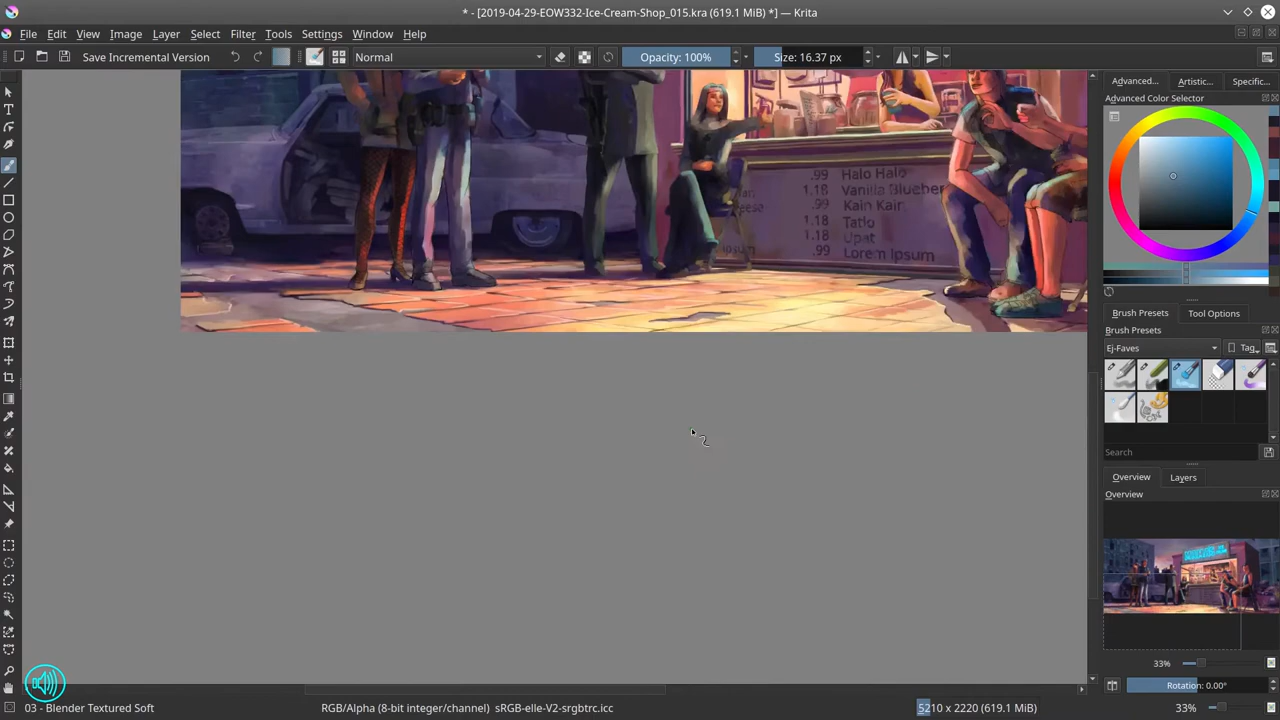 * - [2019-04-29-EOW332-Ice-Cream-Shop_015.kra (619.1 MiB) *] — Krita
File Edit View Image Layer Select Filter Tools Settings Window Help
Save Incremental Version Normal Opacity: 100% Size: 16.37 px
Advanced... Artistic... Specific...
Advanced Color Selector
.99 Halo Halo
1.18 Vanilla Blueber
.99 Kain Kain
1.18 Tatlo
1.18 Upat
.99 Lorem Ipsum
Brush Presets Tool Options
Brush Presets
Ej-Faves Tag
Search
Overview Layers
Overview
33%
Rotation: 0.00°
03 - Blender Textured Soft RGB/Alpha (8-bit integer/channel) sRGB-elle-V2-srgbtrc.icc 5210 x 2220 (619.1 MiB) 33%